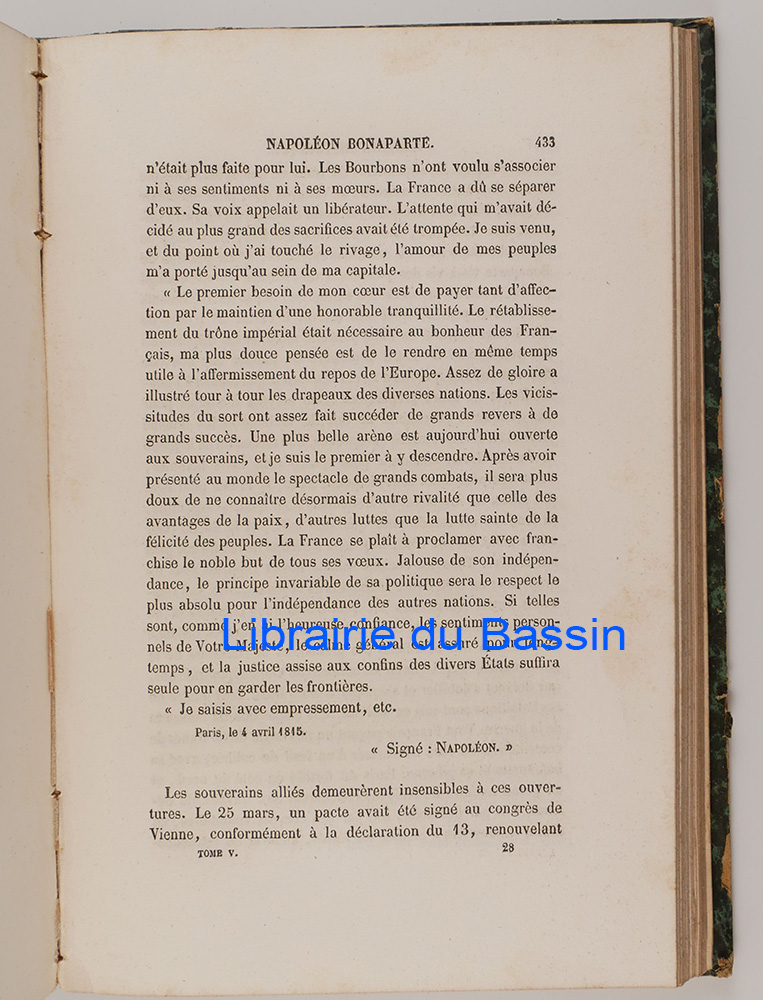 NAPOLÉON BONAPARTE. 433
n'était plus faite pour lui. Les Bourbons n'ont voulu s'associer
ni à ses sentiments ni à ses mœurs. La France a dû se séparer
d'eux. Sa voix appelait un libérateur. L'attente qui m'avait dé-
cidé au plus grand des sacrifices avait été trompée. Je suis venu,
et du point où j'ai touché le rivage, l'amour de mes peuples
m'a porté jusqu'au sein de ma capitale.
« Le premier besoin de mon cœur est de payer tant d'affec-
tion par le maintien d'une honorable tranquillité. Le rétablisse-
ment du trône impérial était nécessaire au bonheur des Fran-
çais, ma plus douce pensée est de le rendre en même temps
utile à l'affermissement du repos de l'Europe. Assez de gloire a
illustré tour à tour les drapeaux des diverses nations. Les vicis-
situdes du sort ont assez fait succéder de grands revers à de
grands succès. Une plus belle arène est aujourd'hui ouverte
aux souverains, et je suis le premier à y descendre. Après avoir
présenté au monde le spectacle de grands combats, il sera plus
doux de ne connaître désormais d'autre rivalité que celle des
avantages de la paix, d'autres luttes que la lutte sainte de la
félicité des peuples. La France se plaît à proclamer avec fran-
chise le noble but de tous ses vœux. Jalouse de son indépen-
dance, le principe invariable de sa politique sera le respect le
plus absolu pour l'indépendance des autres nations. Si telles
sont, comme j'en ai l'heureuse confiance, les sentiments person-
nels de Votre Majesté, le calme général est assuré pour long-
Librairie du Bassin
temps, et la justice assise aux confins des divers États suffira
seule pour en garder les frontières.
« Je saisis avec empressement, etc.
Paris, le 4 avril 1815.
« Signé : NAPOLÉON. »
Les souverains alliés demeurèrent insensibles à ces ouver-
tures. Le 25 mars, un pacte avait été signé au congrès de
Vienne, conformément à la déclaration du 13, renouvelant
TOME V. 28